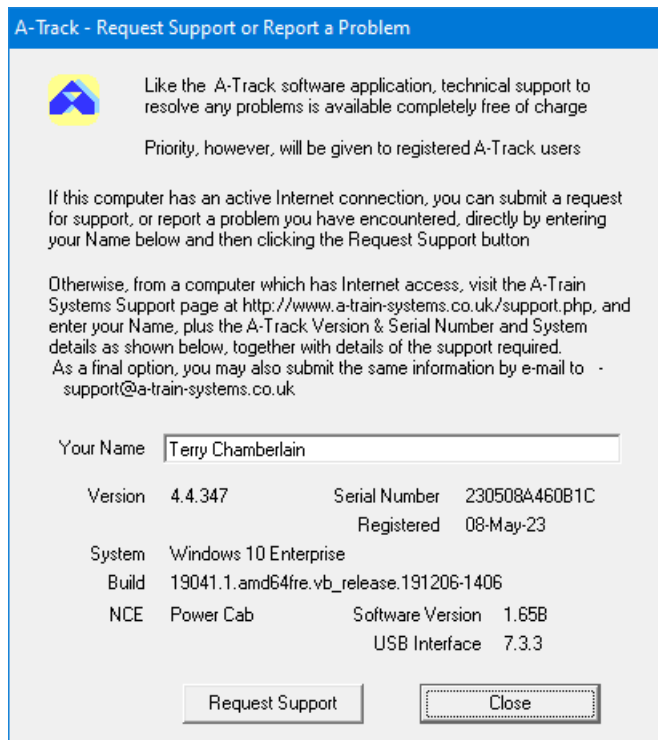 A-Track - Request Support or Report a Problem
Like the A-Track software application, technical support to
resolve any problems is available completely free of charge
Priority, however, will be given to registered A-Track users
If this computer has an active Internet connection, you can submit a request
for support, or report a problem you have encountered, directly by entering
your Name below and then clicking the Request Support button
Otherwise, from a computer which has Internet access, visit the A-Train
Systems Support page at http://www.a-train-systems.co.uk/support.php, and
enter your Name, plus the A-Track Version & Serial Number and System
details as shown below, together with details of the support required.
As a final option, you may also submit the same information by e-mail to -
support@a-train-systems.co.uk
Your Name Terry Chamberlain
Version 4.4.347 Serial Number 230508A460B1C
Registered 08-May-23
System Windows 10 Enterprise
Build 19041.1.amd64fre.vb_release.191206-1406
NCE Power Cab Software Version 1.65B
USB Interface 7.3.3
Request Support Close